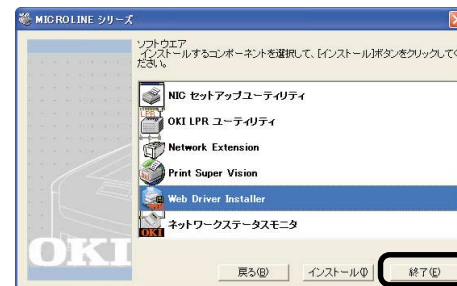 MICROLINE シリーズ
ソフトウエア
インストールするコンポーネントを選択して、[インストール]ボタンをクリックしてく
ださい。
NIC セットアップユーティリティ
OKI LPR ユーティリティ
Network Extension
Print Super Vision
Web Driver Installer
ネットワークステータスモニタ
OKI
戻る(B) インストール(I) 終了(E)